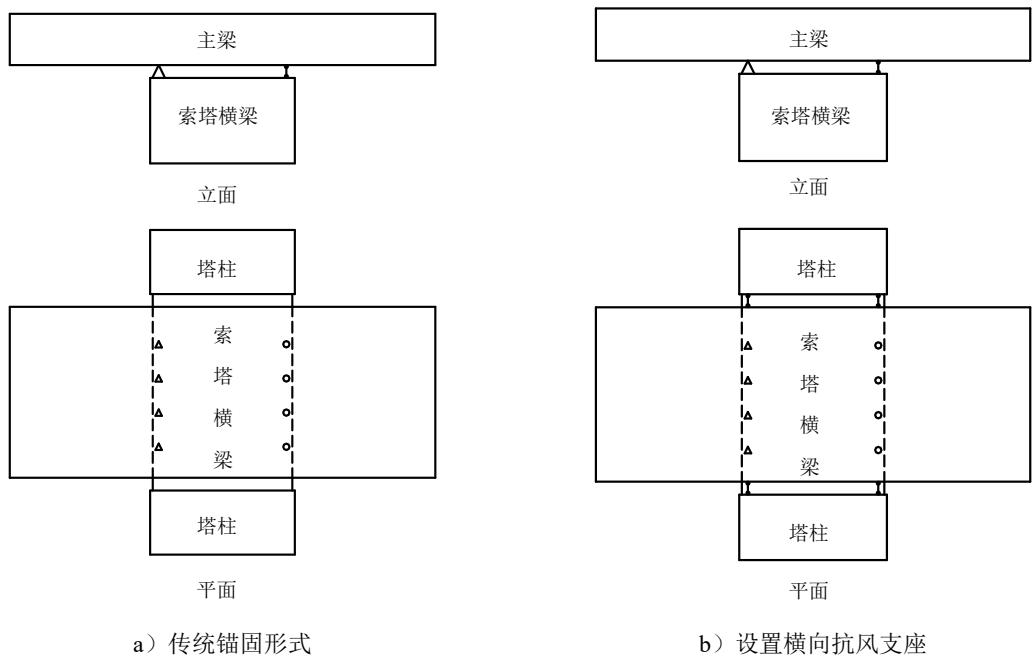 主梁
索塔横梁
立面
塔柱
索
塔
横
梁
塔柱
平面
a）传统锚固形式
主梁
索塔横梁
立面
塔柱
索
塔
横
梁
塔柱
平面
b）设置横向抗风支座